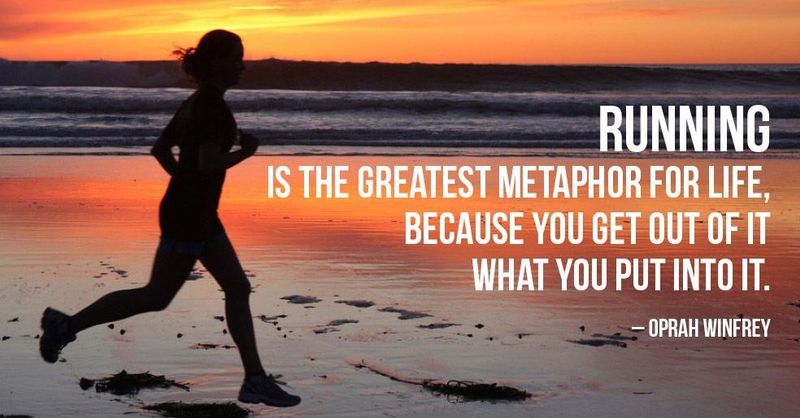 RUNNING
IS THE GREATEST METAPHOR FOR LIFE,
BECAUSE YOU GET OUT OF IT
WHAT YOU PUT INTO IT.
– OPRAH WINFREY